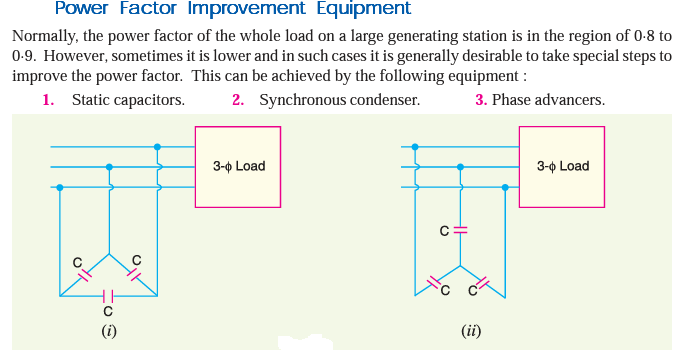 Power Factor Improvement Equipment
Normally, the power factor of the whole load on a large generating station is in the region of 0·8 to
0·9. However, sometimes it is lower and in such cases it is generally desirable to take special steps to
improve the power factor. This can be achieved by the following equipment :
1. Static capacitors. 2. Synchronous condenser. 3. Phase advancers.
3-ϕ Load
3-ϕ Load
C
C C
C
C C
(i)
(ii)